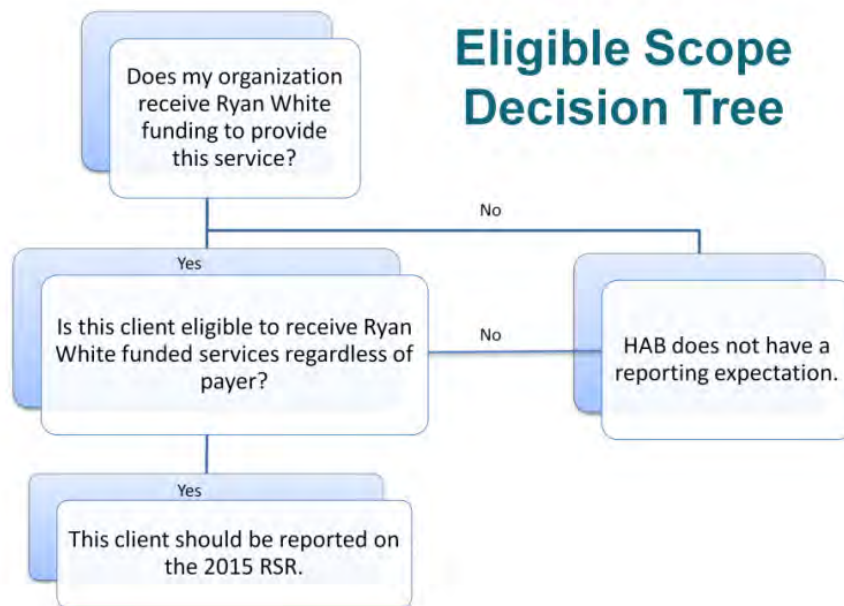 Eligible Scope
Decision Tree
Does my organization
receive Ryan White
funding to provide
this service?
No
Yes
Is this client eligible to receive Ryan
White funded services regardless of
payer?
No
HAB does not have a
reporting expectation.
Yes
This client should be reported on
the 2015 RSR.